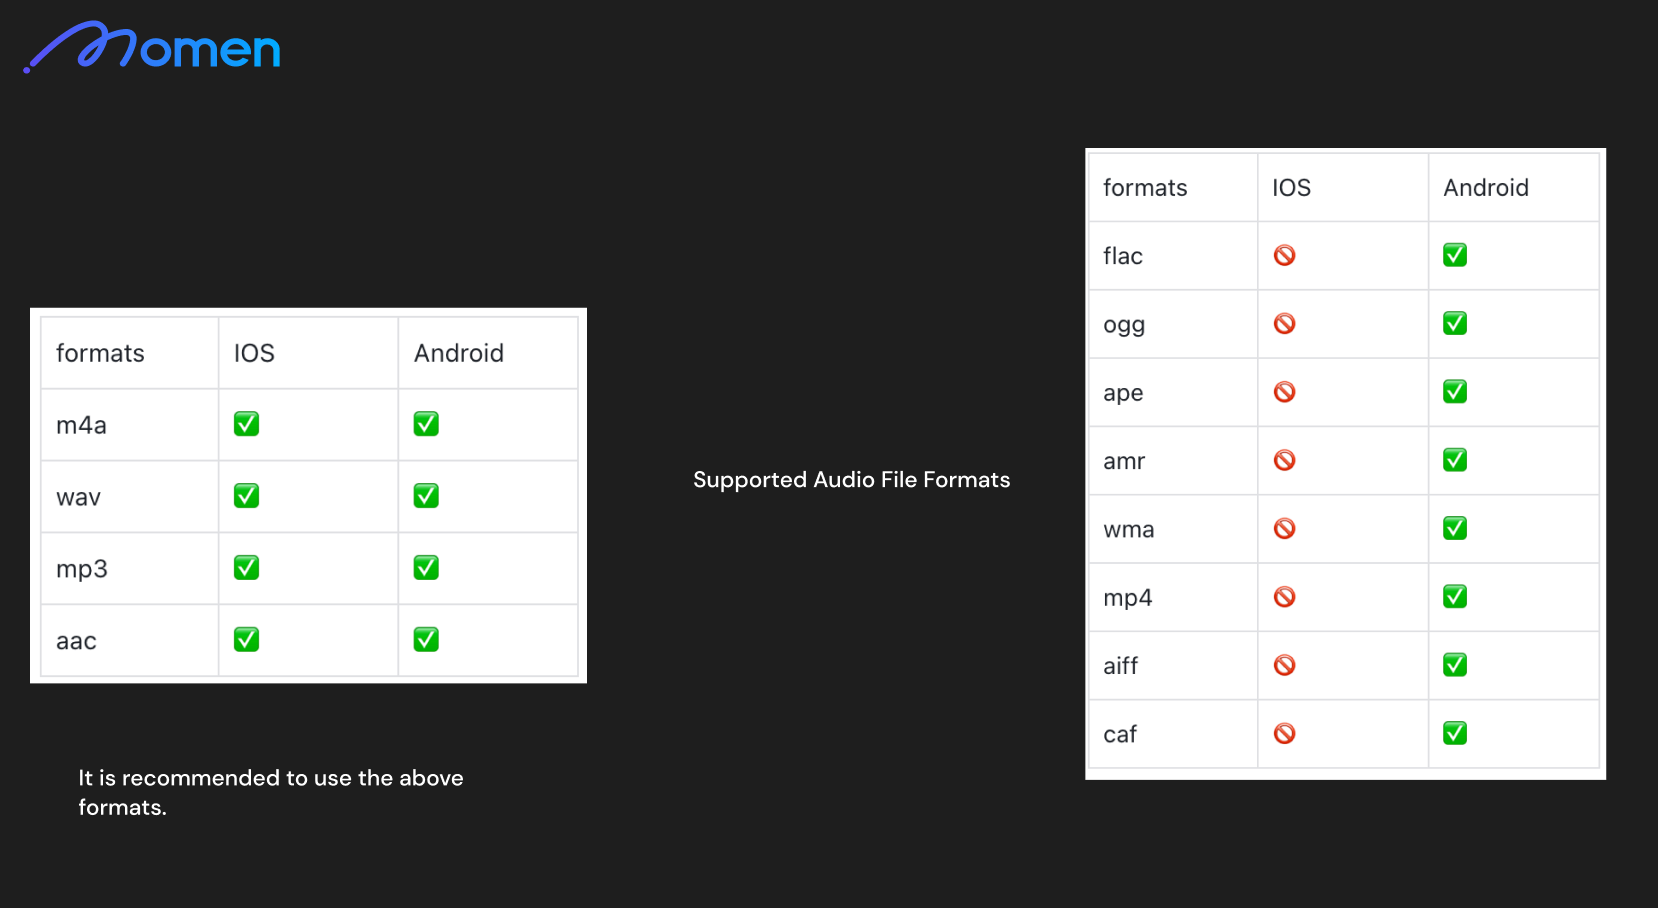 Momen
formats IOS Android
m4a ✅ ✅
wav ✅ ✅
mp3 ✅ ✅
aac ✅ ✅
It is recommended to use the above
formats.
Supported Audio File Formats
formats IOS Android
flac 🚫 ✅
ogg 🚫 ✅
ape 🚫 ✅
amr 🚫 ✅
wma 🚫 ✅
mp4 🚫 ✅
aiff 🚫 ✅
caf 🚫 ✅